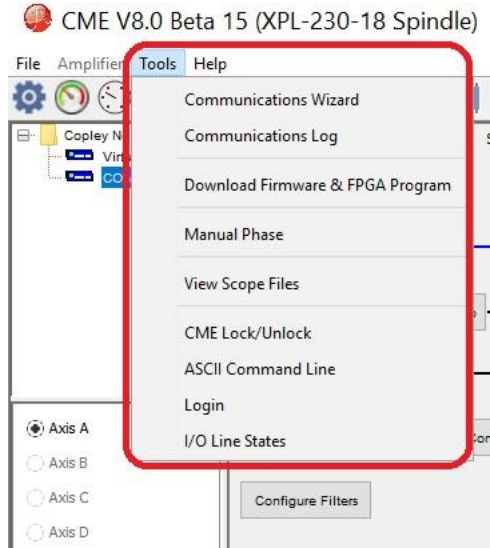 CME V8.0 Beta 15 (XPL-230-18 Spindle)
File Amplifier Tools Help
Communications Wizard
Communications Log
Download Firmware & FPGA Program
Manual Phase
View Scope Files
CME Lock/Unlock
ASCII Command Line
Login
I/O Line States
Copley
Axis A
Axis B
Axis C
Axis D
Configure Filters